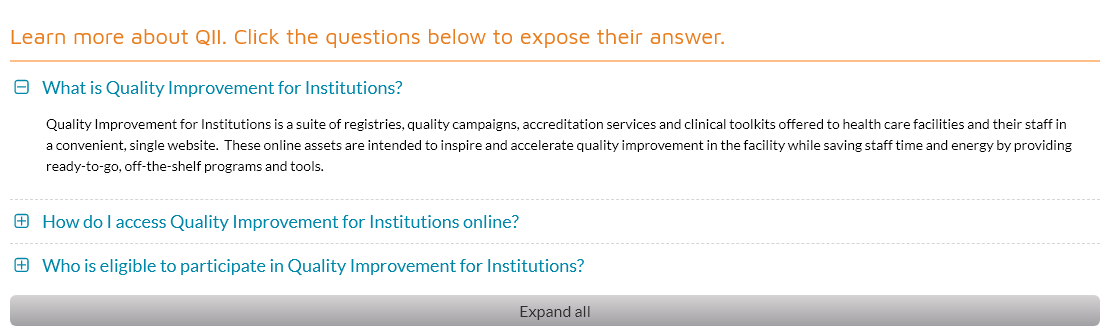 Learn more about QII. Click the questions below to expose their answer.
What is Quality Improvement for Institutions?
Quality Improvement for Institutions is a suite of registries, quality campaigns, accreditation services and clinical toolkits offered to health care facilities and their staff in
a convenient, single website.  These online assets are intended to inspire and accelerate quality improvement in the facility while saving staff time and energy by providing
ready-to-go, off-the-shelf programs and tools.
How do I access Quality Improvement for Institutions online?
Who is eligible to participate in Quality Improvement for Institutions?
Expand all